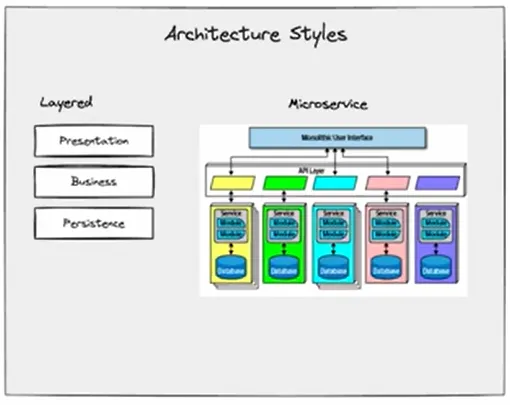 Architecture Styles
Layered
Microservice
Presentation
Business
Persistence
Monolithic User Interface
API Layer
Service
Module
Module
Database
Service
Module
Module
Database
Service
Module
Module
Database
Service
Module
Module
Database
Service
Module
Module
Database